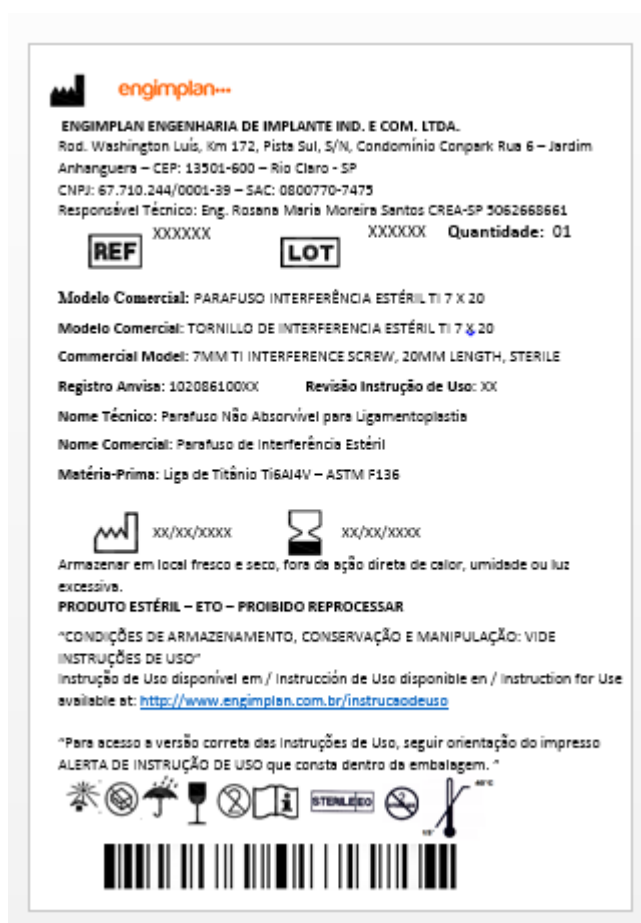 engimplan
ENGIMPLAN ENGENHARIA DE IMPLANTE IND. E COM. LTDA.
Rod. Washington Luís, Km 172, Pista Sul, S/N, Condomínio Conpark Rua 6 – Jardim
Anhanguera – CEP: 13501-600 – Rio Claro - SP
CNPJ: 67.710.244/0001-39 – SAC: 0800770-7475
Responsável Técnico: Eng. Rosana Maria Moreira Santos CREA-SP 5062668661
REF XXXXXX LOT XXXXXX Quantidade: 01
Modelo Comercial: PARAFUSO INTERFERÊNCIA ESTÉRIL TI 7 X 20
Modelo Comercial: TORNILLO DE INTERFERENCIA ESTÉRIL TI 7 X 20
Commercial Model: 7MM TI INTERFERENCE SCREW, 20MM LENGTH, STERILE
Registro Anvisa: 102086100XX Revisão Instrução de Uso: XX
Nome Técnico: Parafuso Não Absorvível para Ligamentoplastia
Nome Comercial: Parafuso de Interferência Estéril
Matéria-Prima: Liga de Titânio Ti6Al4V – ASTM F136
xx/xx/xxxx xx/xx/xxxx
Armazenar em local fresco e seco, fora da ação direta de calor, umidade ou luz
excessiva.
PRODUTO ESTÉRIL – ETO – PROIBIDO REPROCESSAR
"CONDIÇÕES DE ARMAZENAMENTO, CONSERVAÇÃO E MANIPULAÇÃO: VIDE
INSTRUÇÕES DE USO"
Instrução de Uso disponível em / Instrucción de Uso disponible en / Instruction for Use
available at: http://www.engimplan.com.br/instrucaodeuso
"Para acesso a versão correta das Instruções de Uso, seguir orientação do impresso
ALERTA DE INSTRUÇÃO DE USO que consta dentro da embalagem. "
2 i STERILE EO